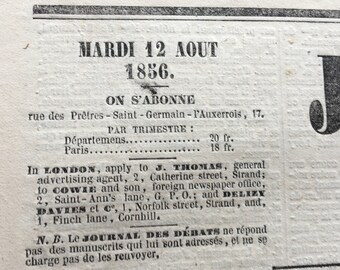 MARDI 12 AOUT
1856.
ON S'ABONNE
rue des Prêtres-Saint-Germain-l'Auxerrois, 17.
PAR TRIMESTRE :
Départemens................ 20 fr.
Paris.................... 18 fr.
In LONDON, apply to J. THOMAS, general
advertising agent, 2, Catherine street, Strand;
to COWIE and son, foreign newspaper office,
2, Saint-Ann's lane, G. P. O.; and DELIZY
DAVIES et Cº, 1, Norfolk street, Strand, and,
1, Finch lane, Cornhill.
N. B. Le JOURNAL DES DÉBATS ne répond
pas des manuscrits qui lui sont adressés, et ne se
charge pas de les renvoyer.
J